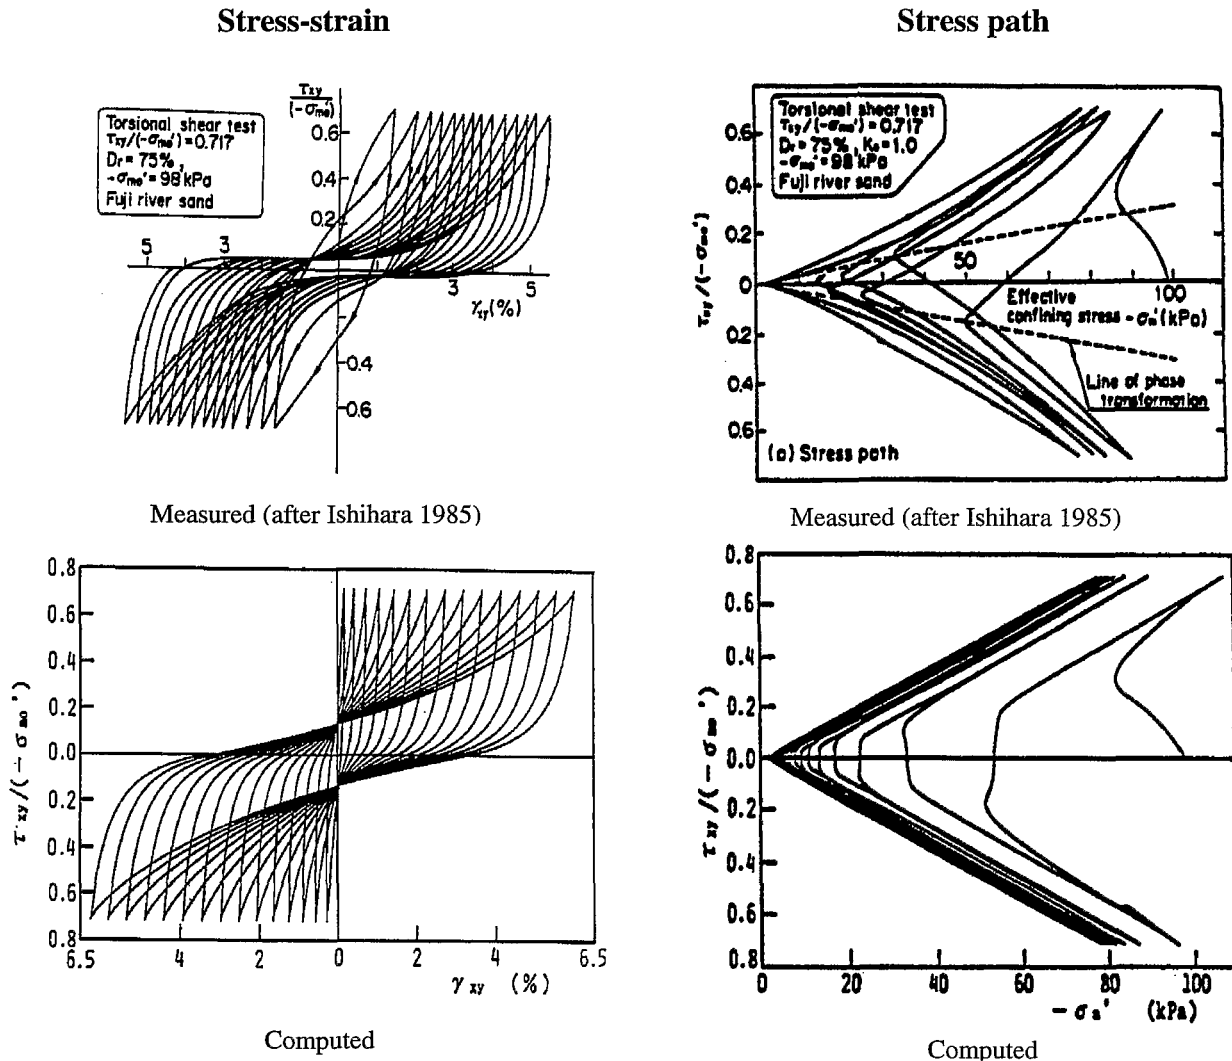 Stress-strain
Stress path
τxy
(-σmo')
Torsional shear test
τxy/(-σmo')=0.717
Dr=75%,
-σmo'=98kPa
Fuji river sand
0.6
0.4
0.2
5
3
1
3
5
γxy(%)
0.4
0.6
Measured (after Ishihara 1985)
Torsional shear test
τxy/(-σmo')=0.717
Dr=75%, Ko=1.0
-σmo'=98kPa
Fuji river sand
0.6
0.4
0.2
0
0.2
0.4
0.6
τxy/(-σmo')
50
100
Effective
confining stress -σm'(kPa)
Line of phase
transformation
(a) Stress path
Measured (after Ishihara 1985)
0.8
0.6
0.4
0.2
0.0
0.2
0.4
0.6
0.8
τxy/(-σmo')
6.5
4
2
0
2
4
6.5
γxy (%)
Computed
0.8
0.6
0.4
0.2
0.0
0.2
0.4
0.6
0.8
τxy/(-σmo')
0
20
40
60
80
100
-σm' (kPa)
Computed